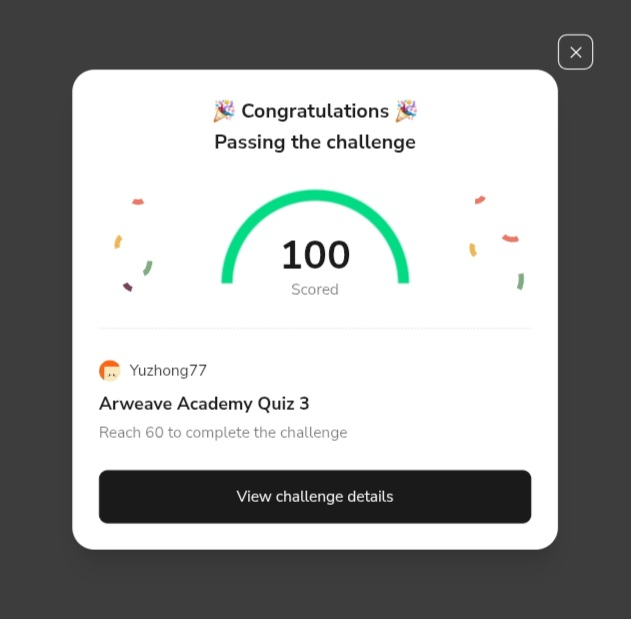 🎉 Congratulations 🎉
Passing the challenge
100
Scored
Yuzhong77
Arweave Academy Quiz 3
Reach 60 to complete the challenge
View challenge details